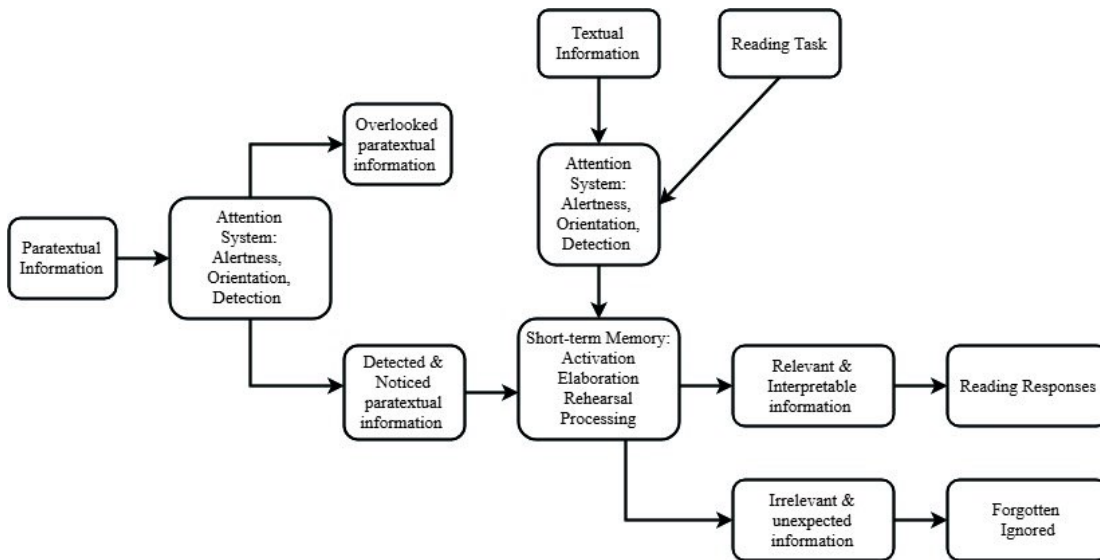 Textual
Information
Reading Task
Overlooked
paratextual
information
Attention
System:
Alertness,
Orientation,
Detection
Paratextual
Information
Attention
System:
Alertness,
Orientation,
Detection
Short-term Memory:
Activation
Elaboration
Rehearsal
Processing
Detected &
Noticed
paratextual
information
Relevant &
Interpretable
information
Reading Responses
Irrelevant &
unexpected
information
Forgotten
Ignored